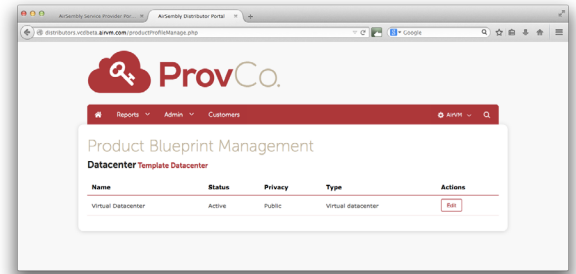 AirSembly Service Provider Por...
AirSembly Distributor Portal
distributors.vcdbeta.airvm.com/productProfileManage.php
Google
ProvCo.
Reports Admin Customers AirVM
Product Blueprint Management
Datacenter Template Datacenter
Name Status Privacy Type Actions
Virtual Datacenter Active Public Virtual datacenter Edit